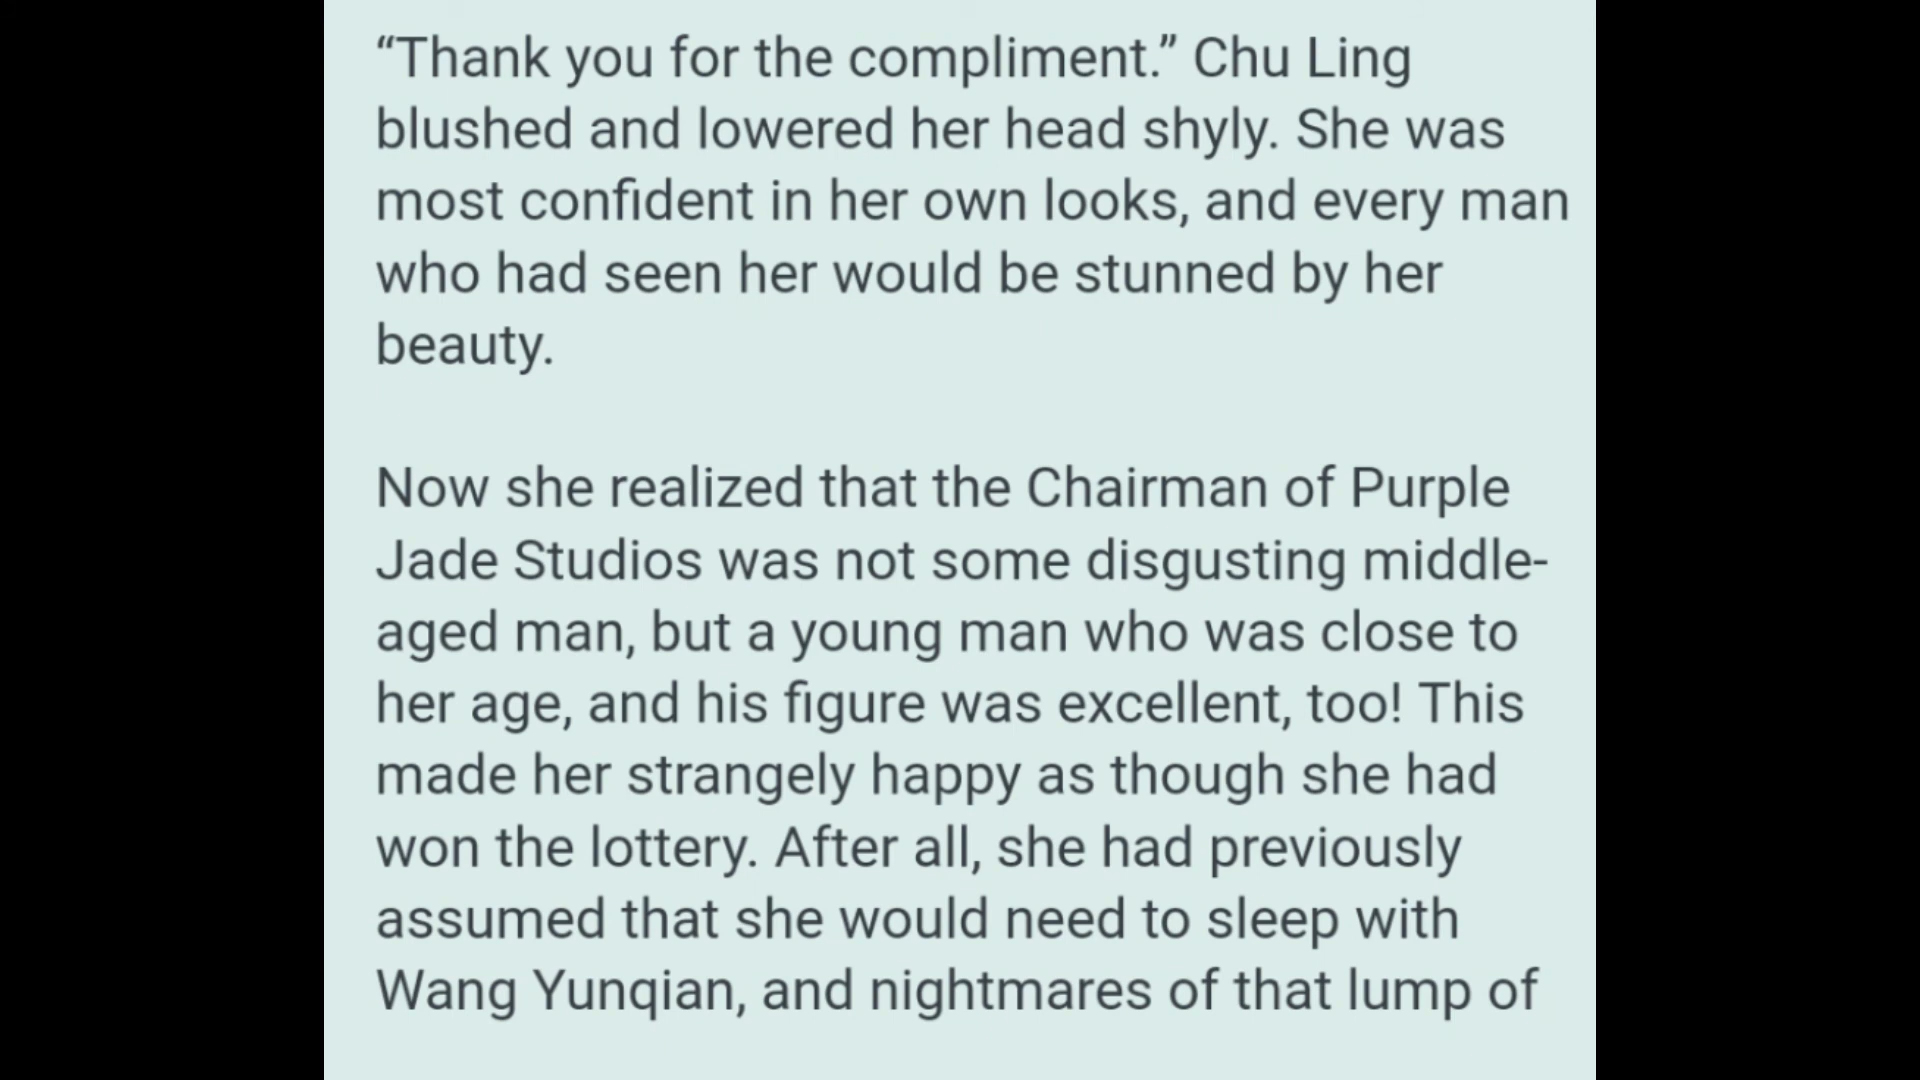 “Thank you for the compliment.” Chu Ling
blushed and lowered her head shyly. She was
most confident in her own looks, and every man
who had seen her would be stunned by her
beauty.
Now she realized that the Chairman of Purple
Jade Studios was not some disgusting middle-
aged man, but a young man who was close to
her age, and his figure was excellent, too! This
made her strangely happy as though she had
won the lottery. After all, she had previously
assumed that she would need to sleep with
Wang Yunqian, and nightmares of that lump of